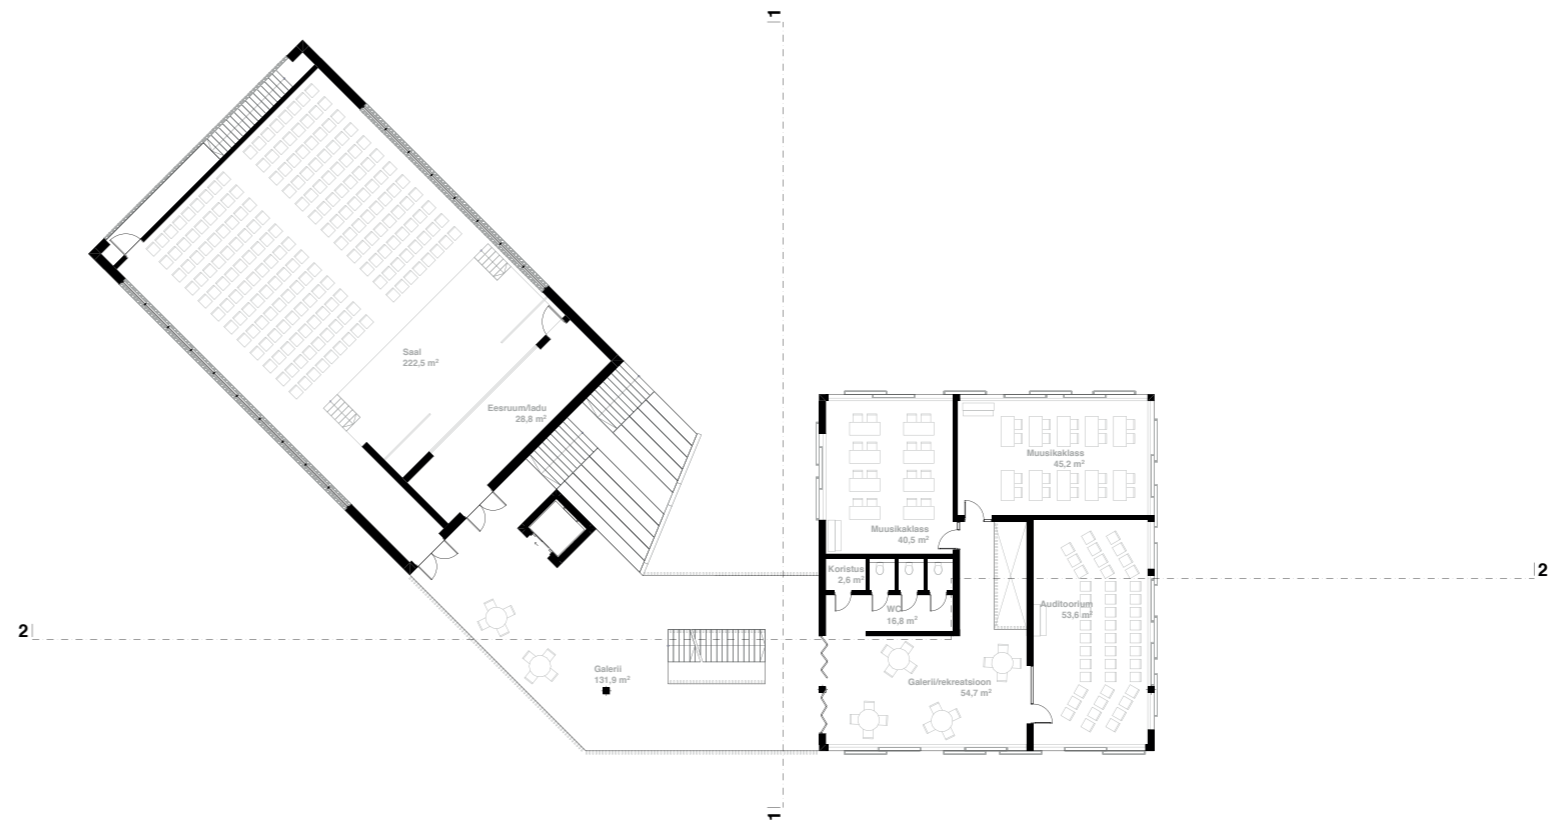 1
Saal
222,5 m²
Eesruum/ladu
28,8 m²
Muusikaklass
45,2 m²
Muusikaklass
40,5 m²
Koristus
2,6 m²
2
WC
16,8 m²
Auditoorium
53,6 m²
2
Galerii
131,9 m²
Galerii/rekreatsioon
54,7 m²
1